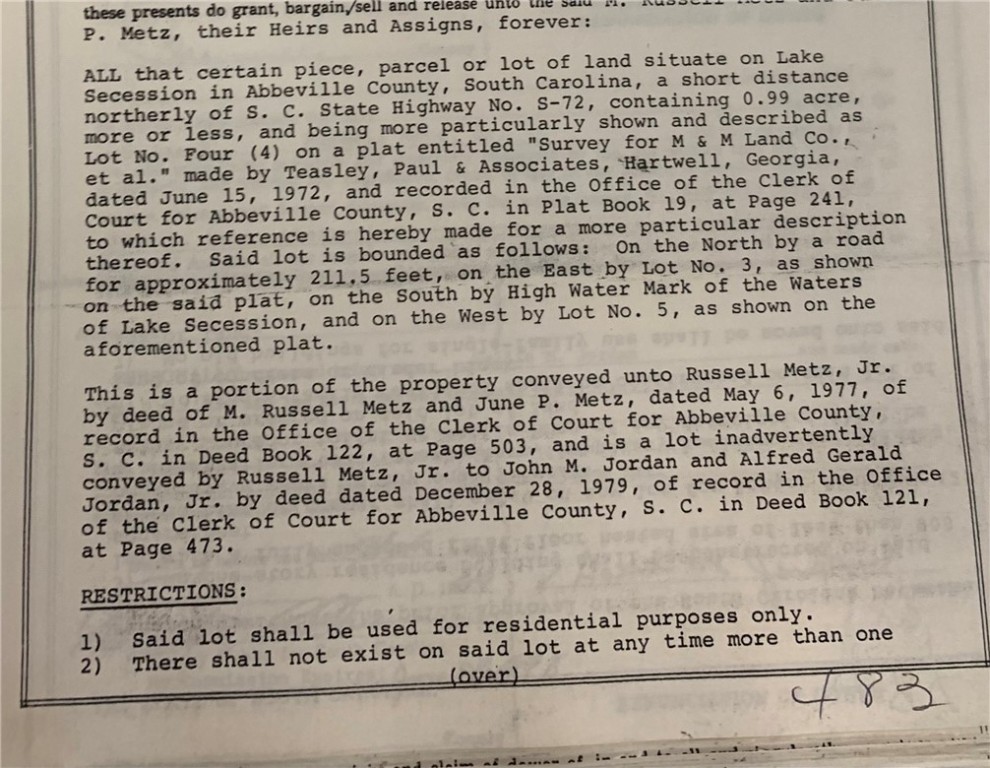 these presents do grant, bargain, sell and release unto the said M. Russell
P. Metz, their Heirs and Assigns, forever:
ALL that certain piece, parcel or lot of land situate on Lake
Secession in Abbeville County, South Carolina, a short distance
northerly of S. C. State Highway No. S-72, containing 0.99 acre,
more or less, and being more particularly shown and described as
Lot No. Four (4) on a plat entitled "Survey for M & M Land Co.,
et al." made by Teasley, Paul & Associates, Hartwell, Georgia,
dated June 15, 1972, and recorded in the Office of the Clerk of
Court for Abbeville County, S. C. in Plat Book 19, at Page 241,
to which reference is hereby made for a more particular description
thereof. Said lot is bounded as follows: On the North by a road
for approximately 211.5 feet, on the East by Lot No. 3, as shown
on the said plat, on the South by High Water Mark of the Waters
of Lake Secession, and on the West by Lot No. 5, as shown on the
aforementioned plat.
This is a portion of the property conveyed unto Russell Metz, Jr.
by deed of M. Russell Metz and June P. Metz, dated May 6, 1977, of
record in the Office of the Clerk of Court for Abbeville County,
S. C. in Deed Book 122, at Page 503, and is a lot inadvertently
conveyed by Russell Metz, Jr. to John M. Jordan and Alfred Gerald
Jordan, Jr. by deed dated December 28, 1979, of record in the Office
of the Clerk of Court for Abbeville County, S. C. in Deed Book 121,
at Page 473.
RESTRICTIONS:
1) Said lot shall be used for residential purposes only.
2) There shall not exist on said lot at any time more than one
(over)
483